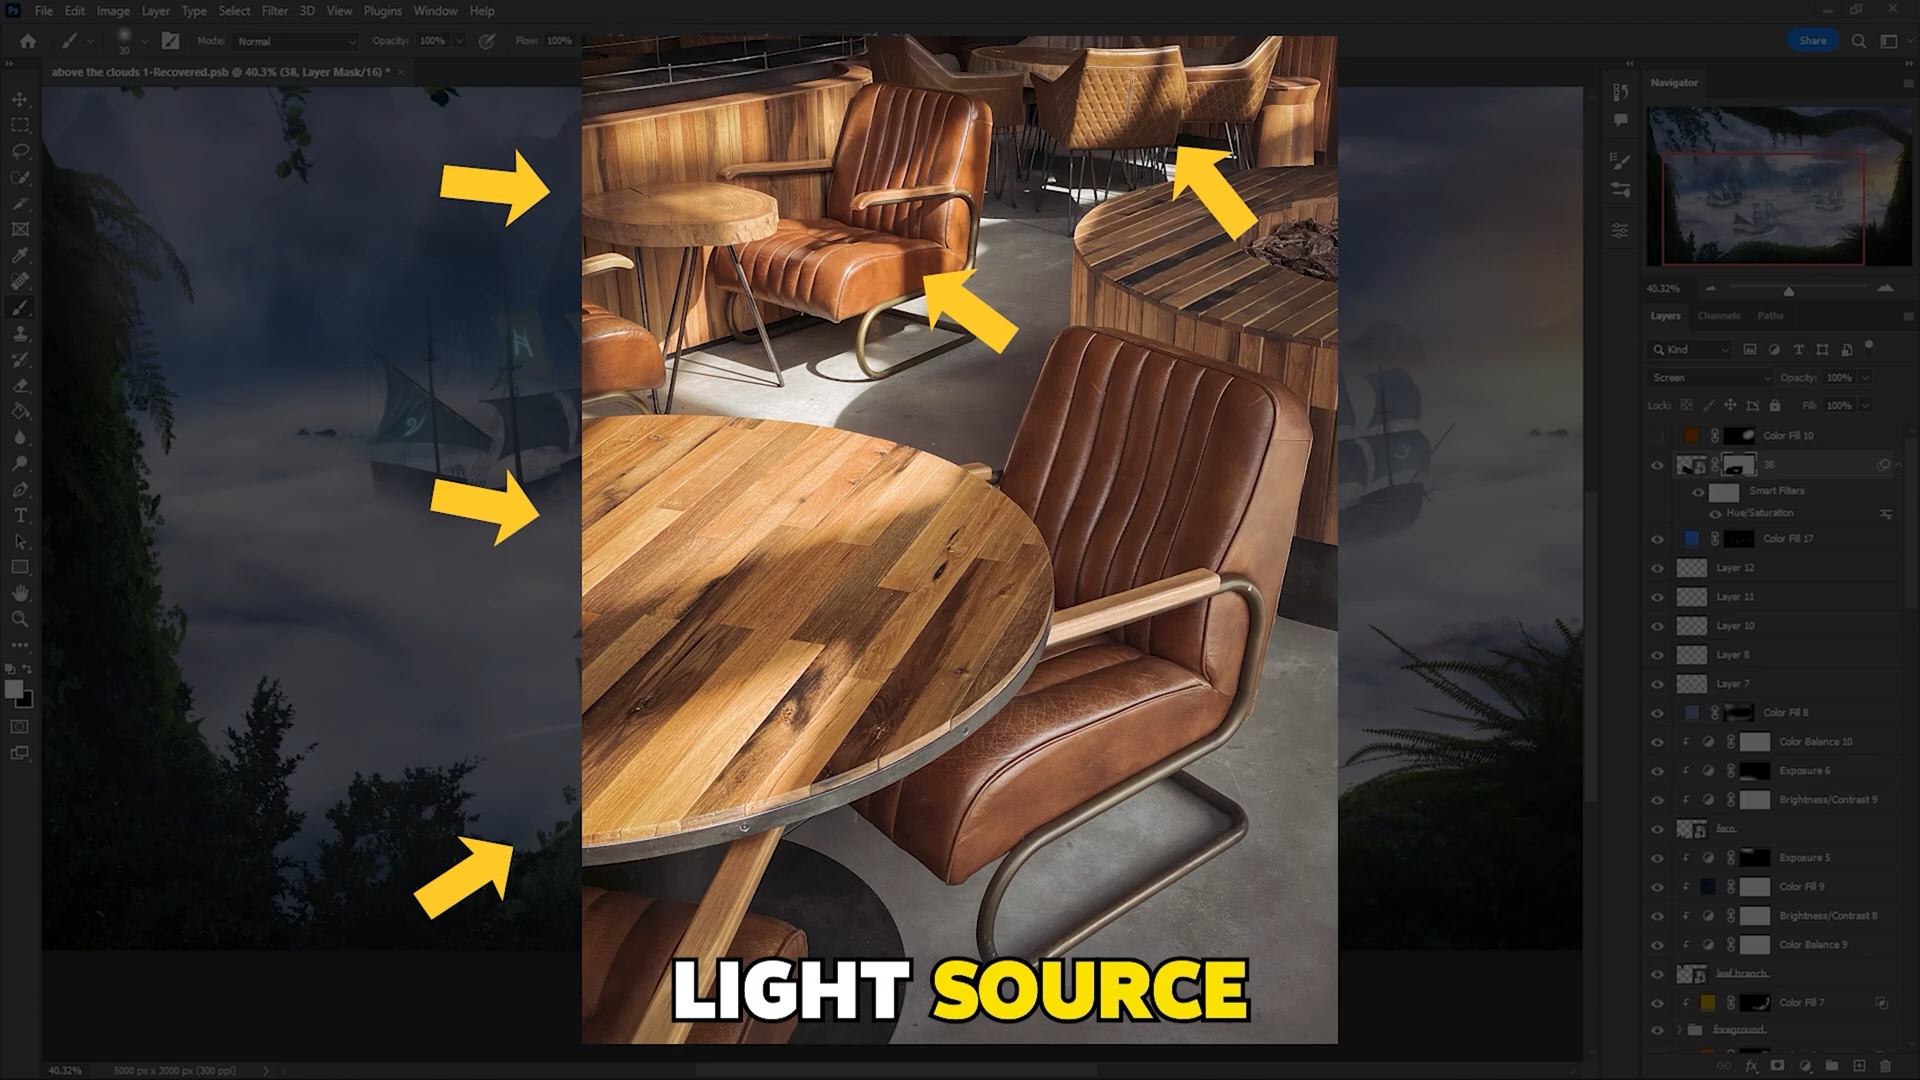 Ps File Edit Image Layer Type Select Filter 3D View Plugins Window Help
30 Mode: Normal Opacity: 100% Flow: 100% Share
above the clouds 1-Recovered.psb @ 40.3% (38, Layer Mask/16) *
Navigator
40.32%
Layers Channels Paths
Kind
Screen Opacity: 100%
Lock: Fill: 100%
Color Fill 10
38
Smart Filters
Hue/Saturation
Color Fill 17
Layer 12
Layer 11
Layer 10
Layer 8
Layer 7
Color Fill 8
Color Balance 10
Exposure 6
Brightness/Contrast 9
fern
Exposure 5
Color Fill 9
Brightness/Contrast 8
Color Balance 9
leaf branch
Color Fill 7
foreground
LIGHT SOURCE
40.32% 5000 px x 3000 px (300 ppi)